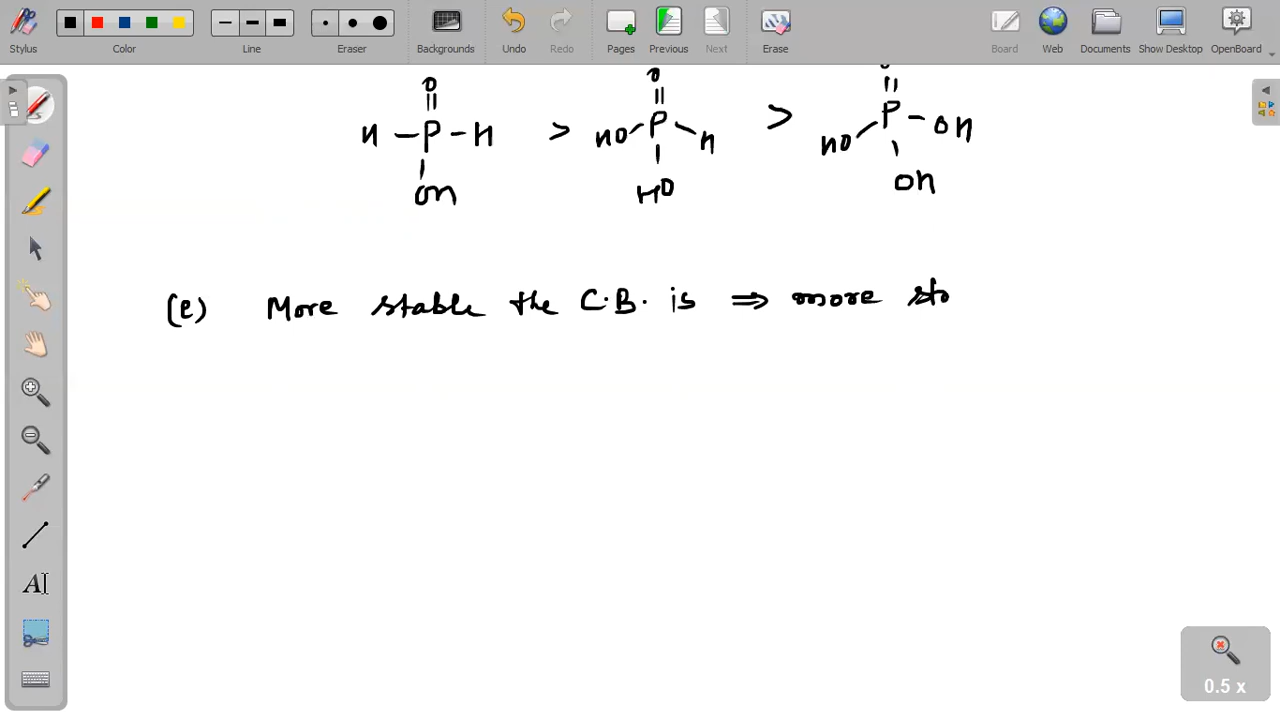 Stylus Color Line Eraser Backgrounds Undo Redo Pages Previous Next Erase Board Web Documents Show Desktop OpenBoard
O O O
H - P - H > HO P H > HO P OH
OH HO OH
(e) More stable the C.B. is ⇒ more sto
0.5 x